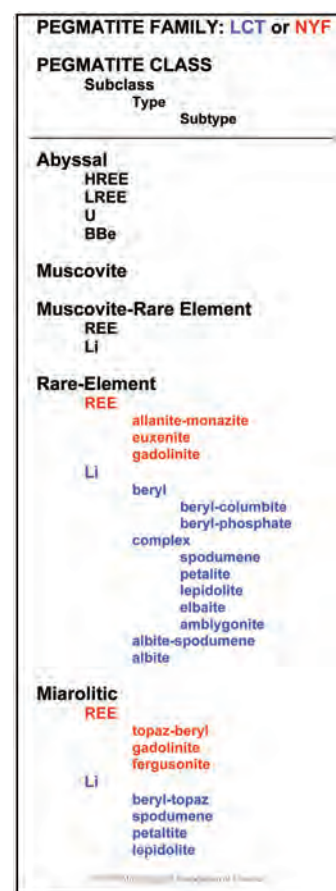 PEGMATITE FAMILY: LCT or NYF
PEGMATITE CLASS
Subclass
Type
Subtype
Abyssal
HREE
LREE
U
BBe
Muscovite
Muscovite-Rare Element
REE
Li
Rare-Element
REE
allanite-monazite
euxenite
gadolinite
Li
beryl
beryl-columbite
beryl-phosphate
complex
spodumene
petalite
lepidolite
elbaite
amblygonite
albite-spodumene
albite
Miarolitic
REE
topaz-beryl
gadolinite
fergusonite
Li
beryl-topaz
spodumene
petaltite
lepidolite